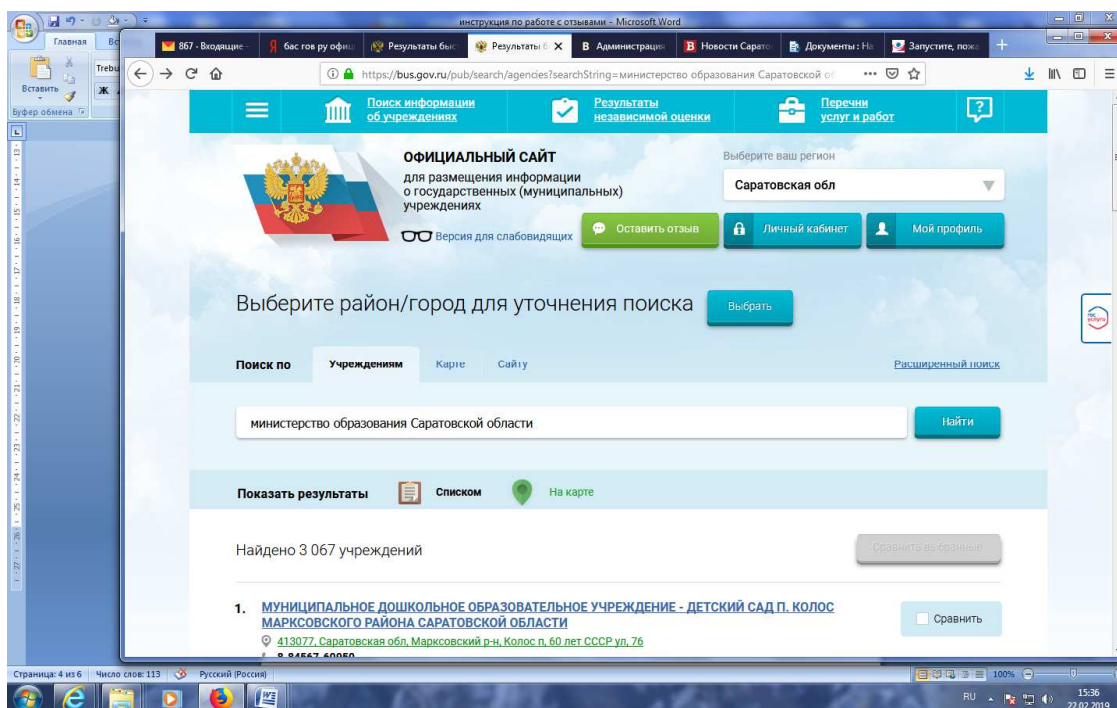 инструкция по работе с отзывами - Microsoft Word
Главная
Вставить
Буфер обмена
Trebu
Ж
867 · Входящие
бас гов ру офиц
Результаты быс
Результаты б
Администрация
Новости Сарато
Документы : На
Запустите, пожа
https://bus.gov.ru/pub/search/agencies?searchString=министерство образования Саратовской об
Поиск информации
об учреждениях
Результаты
независимой оценки
Перечни
услуг и работ
ОФИЦИАЛЬНЫЙ САЙТ
для размещения информации
о государственных (муниципальных)
учреждениях
Версия для слабовидящих
Выберите ваш регион
Саратовская обл
Оставить отзыв
Личный кабинет
Мой профиль
Выберите район/город для уточнения поиска
Выбрать
Поиск по
Учреждениям
Карте
Сайту
Расширенный поиск
министерство образования Саратовской области
Найти
Показать результаты
Списком
На карте
Найдено 3 067 учреждений
Сравнить выбранные
1. МУНИЦИПАЛЬНОЕ ДОШКОЛЬНОЕ ОБРАЗОВАТЕЛЬНОЕ УЧРЕЖДЕНИЕ - ДЕТСКИЙ САД П. КОЛОС
МАРКСОВСКОГО РАЙОНА САРАТОВСКОЙ ОБЛАСТИ
Сравнить
413077, Саратовская обл, Марксовский р-н, Колос п, 60 лет СССР ул, 76
Страница: 4 из 6 Число слов: 113 Русский (Россия)
100%
RU
15:36
22.02.2019